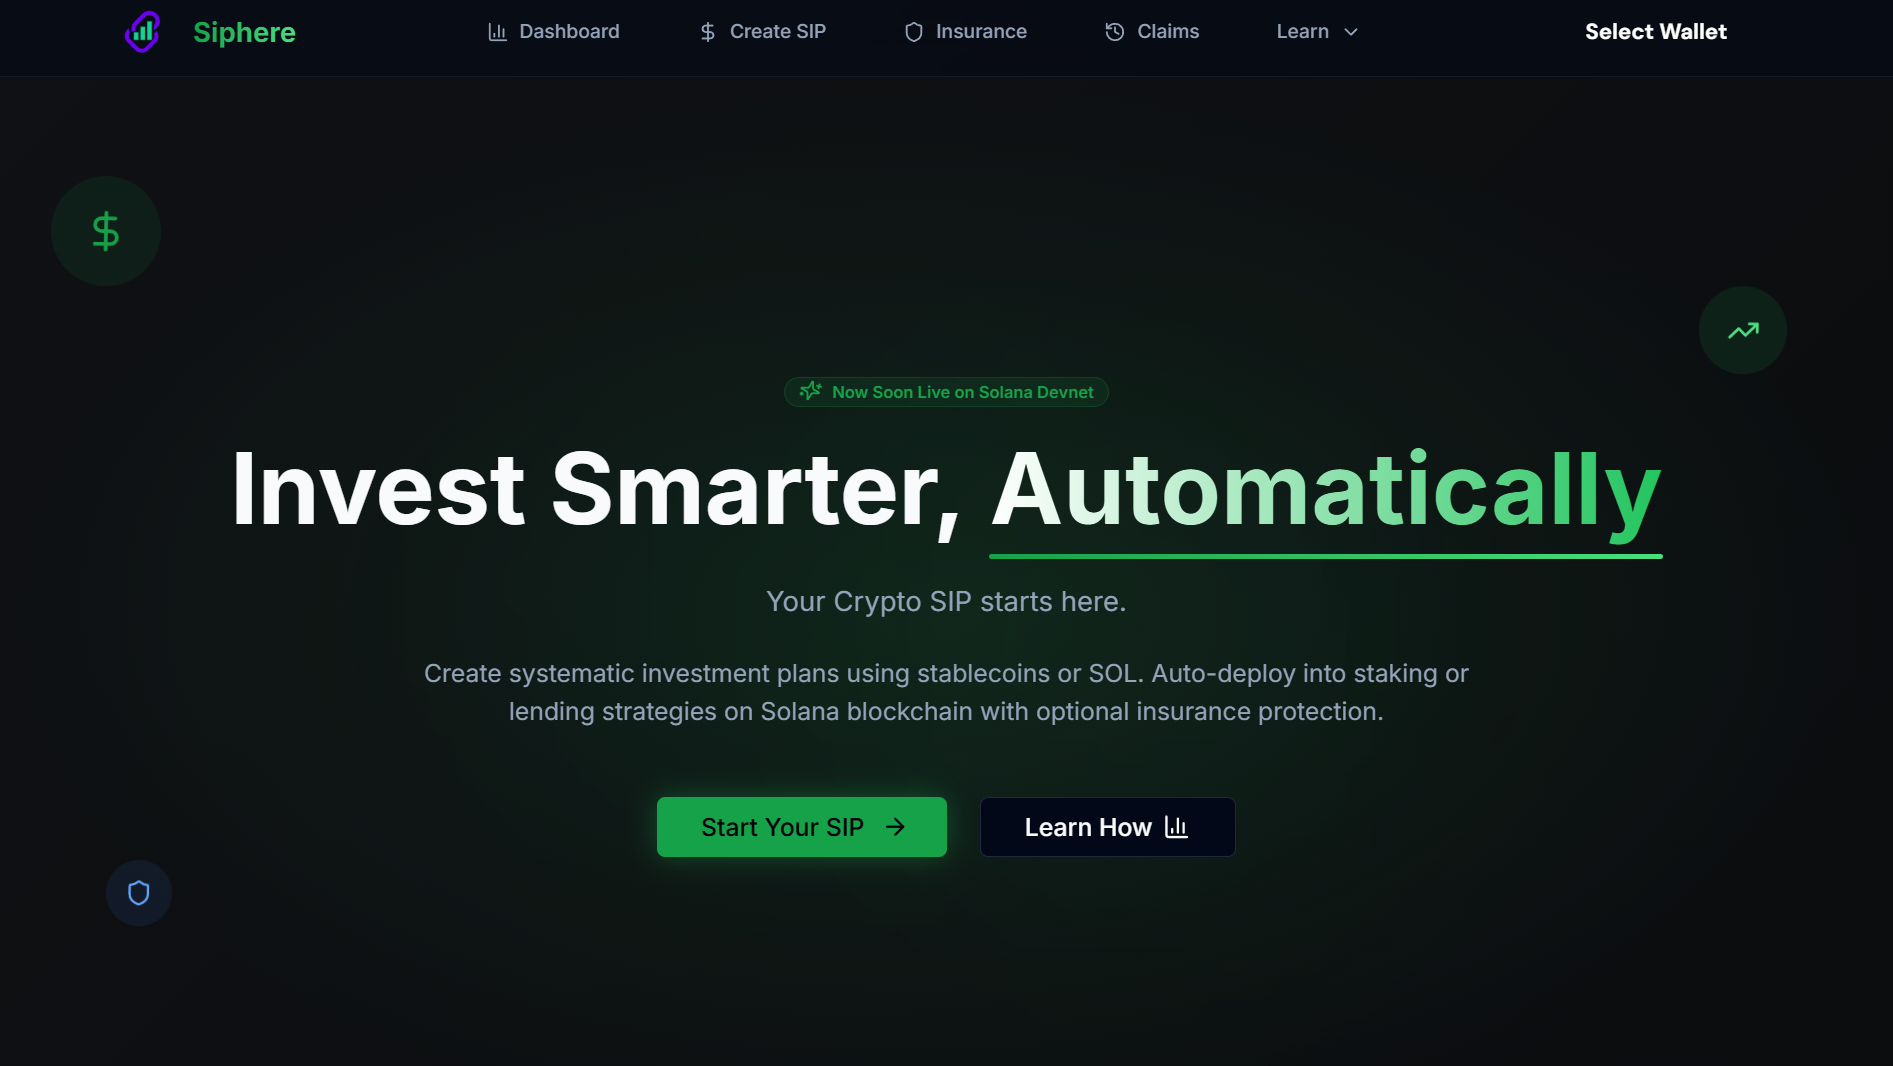 Siphere
Dashboard
Create SIP
Insurance
Claims
Learn
Select Wallet
Now Soon Live on Solana Devnet
Invest Smarter, Automatically
Your Crypto SIP starts here.
Create systematic investment plans using stablecoins or SOL. Auto-deploy into staking or
lending strategies on Solana blockchain with optional insurance protection.
Start Your SIP
Learn How